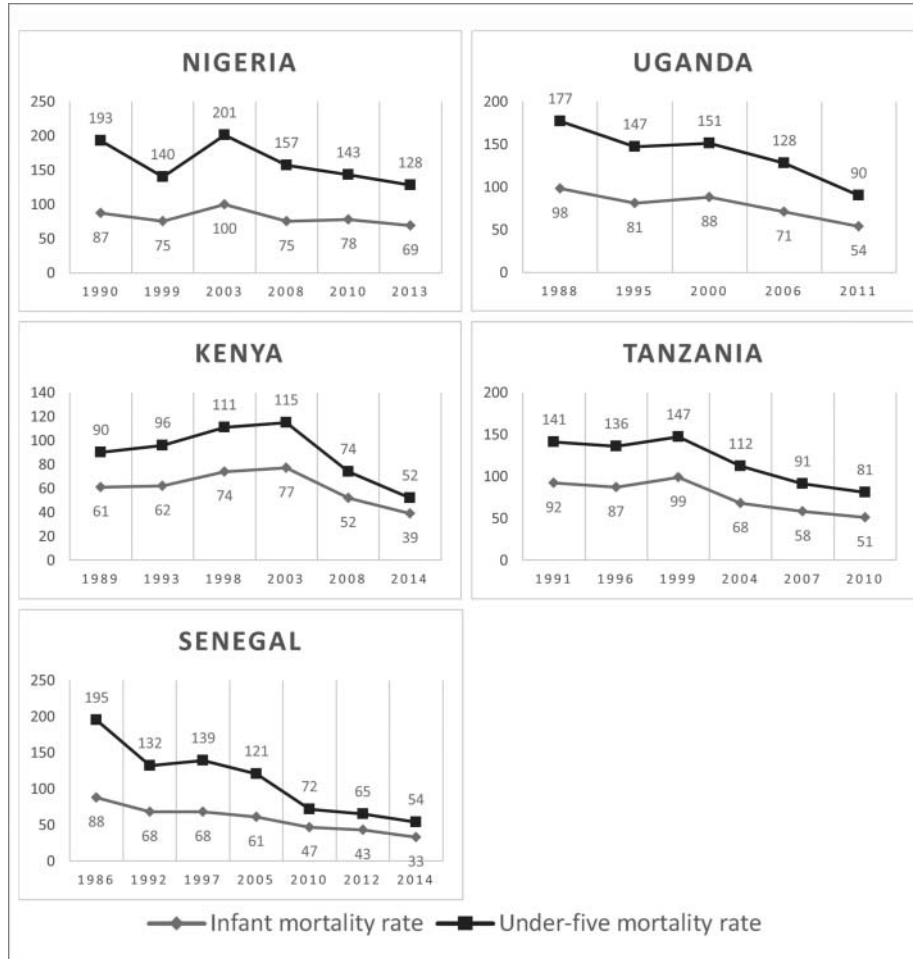 NIGERIA
250
200
150
100
50
0
193 140 201 157 143 128
87 75 100 75 78 69
1990 1999 2003 2008 2010 2013
UGANDA
200
150
100
50
0
177 147 151 128 90
98 81 88 71 54
1988 1995 2000 2006 2011
KENYA
140
120
100
80
60
40
20
0
90 96 111 115 74 52
61 62 74 77 52 39
1989 1993 1998 2003 2008 2014
TANZANIA
200
150
100
50
0
141 136 147 112 91 81
92 87 99 68 58 51
1991 1996 1999 2004 2007 2010
SENEGAL
250
200
150
100
50
0
195 132 139 121 72 65 54
88 68 68 61 47 43 33
1986 1992 1997 2005 2010 2012 2014
Infant mortality rate Under-five mortality rate